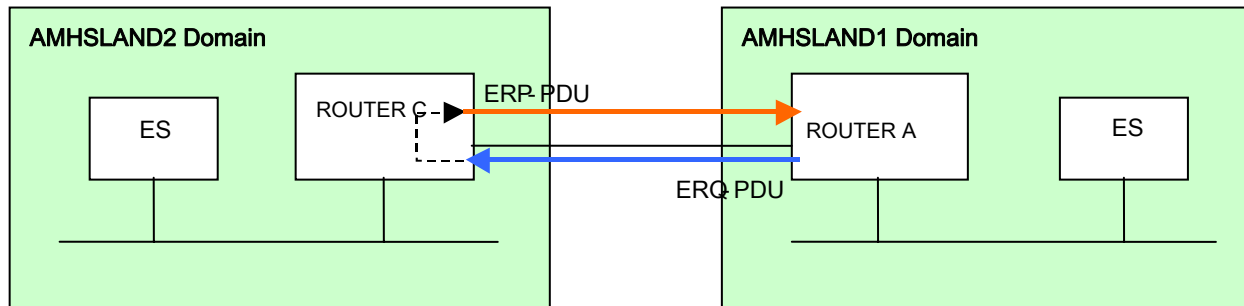 AMHSLAND2 Domain
AMHSLAND1 Domain
ERP-PDU
ROUTER C
ROUTER A
ES
ES
ERQ-PDU